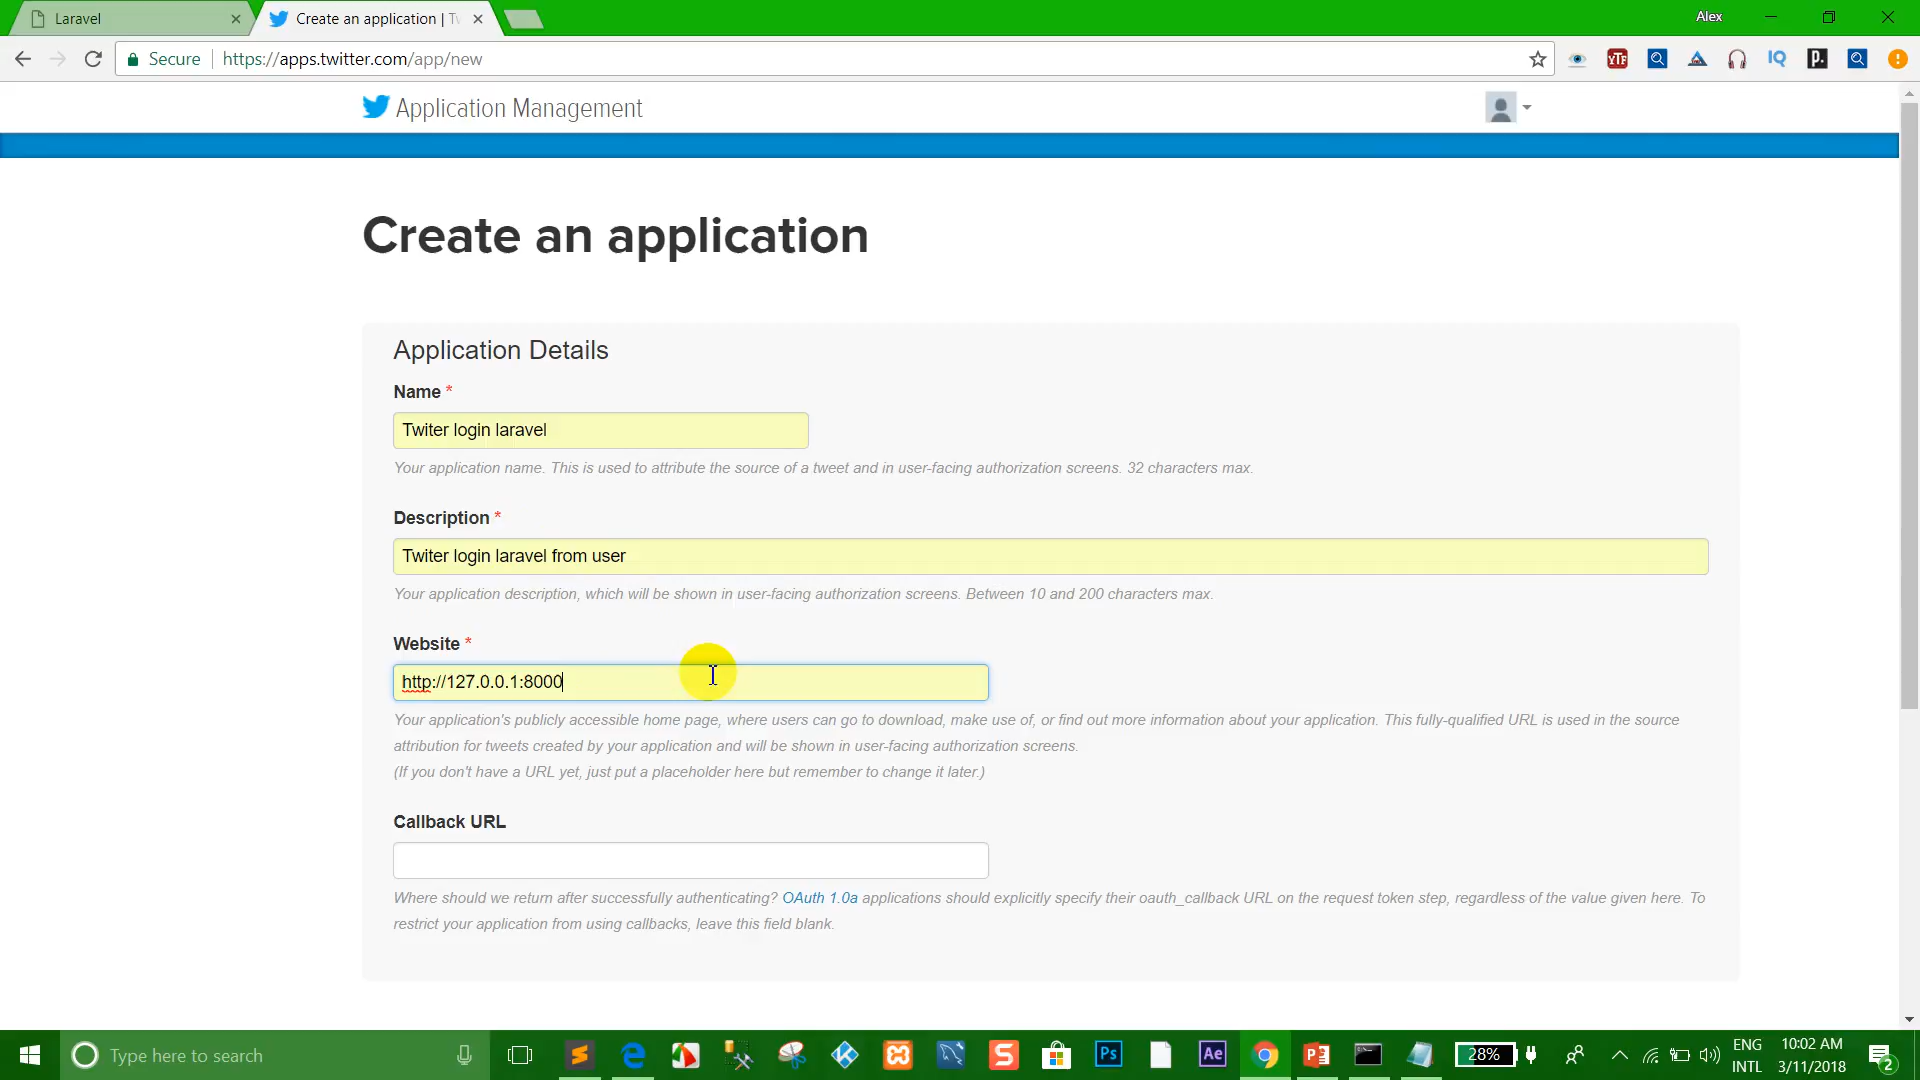 Laravel
Create an application | Tw
Alex
Secure
https://apps.twitter.com/app/new
YTF
IQ
p.
Application Management
Create an application
Application Details
Name *
Twiter login laravel
Your application name. This is used to attribute the source of a tweet and in user-facing authorization screens. 32 characters max.
Description *
Twiter login laravel from user
Your application description, which will be shown in user-facing authorization screens. Between 10 and 200 characters max.
Website *
http://127.0.0.1:8000
Your application's publicly accessible home page, where users can go to download, make use of, or find out more information about your application. This fully-qualified URL is used in the source
attribution for tweets created by your application and will be shown in user-facing authorization screens.
(If you don't have a URL yet, just put a placeholder here but remember to change it later.)
Callback URL
Where should we return after successfully authenticating? OAuth 1.0a applications should explicitly specify their oauth_callback URL on the request token step, regardless of the value given here. To
restrict your application from using callbacks, leave this field blank.
Type here to search
Ps
Ae
28%
ENG
INTL
10:02 AM
3/11/2018
2